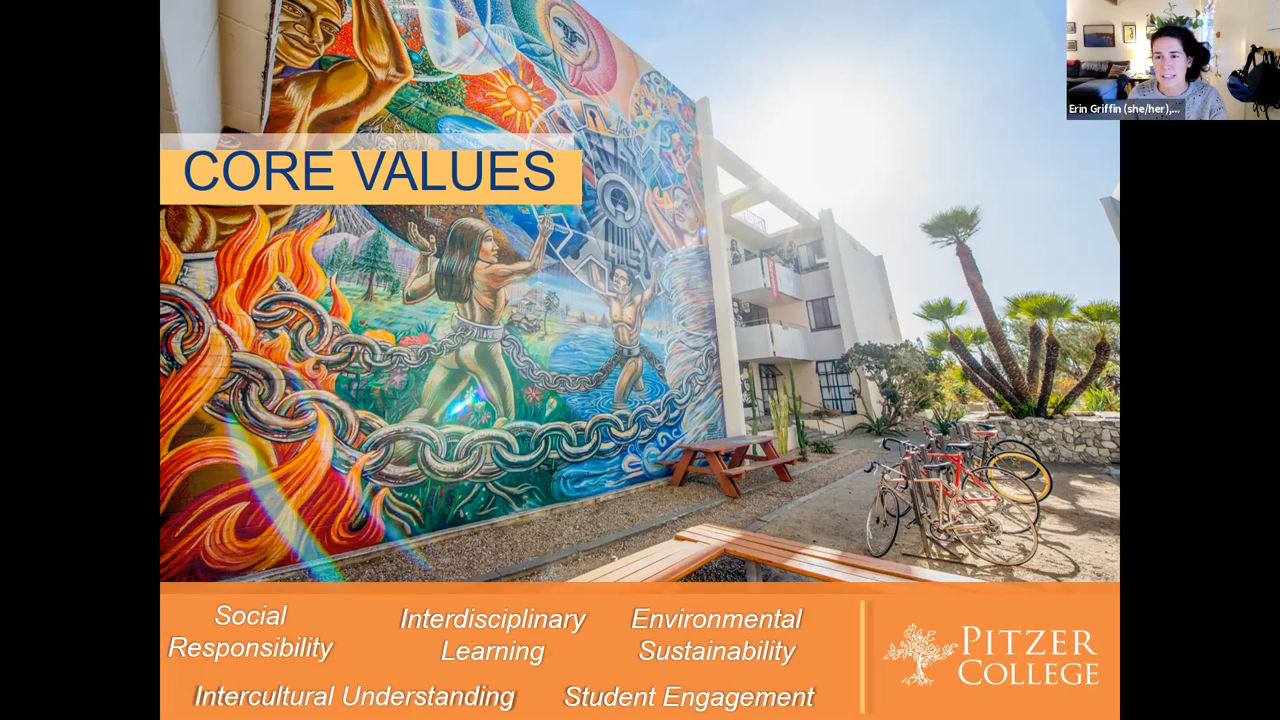 Erin Griffin (she/her),...
CORE VALUES
Social
Responsibility
Interdisciplinary
Learning
Environmental
Sustainability
Intercultural Understanding
Student Engagement
PITZER
COLLEGE